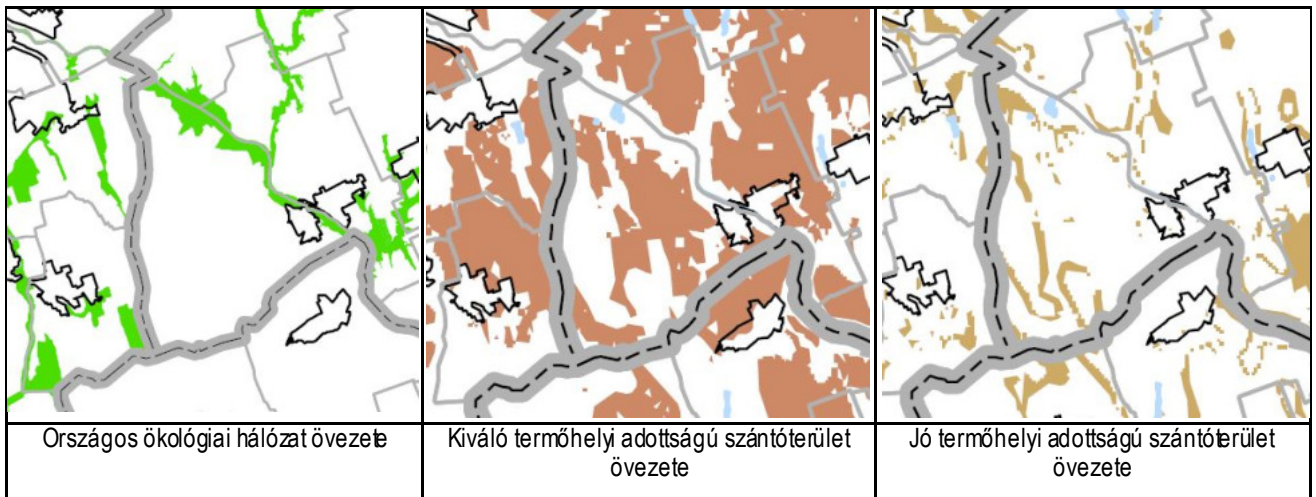 Országos ökológiai hálózat övezete
Kiváló termőhelyi adottságú szántóterület
övezete
Jó termőhelyi adottságú szántóterület
övezete